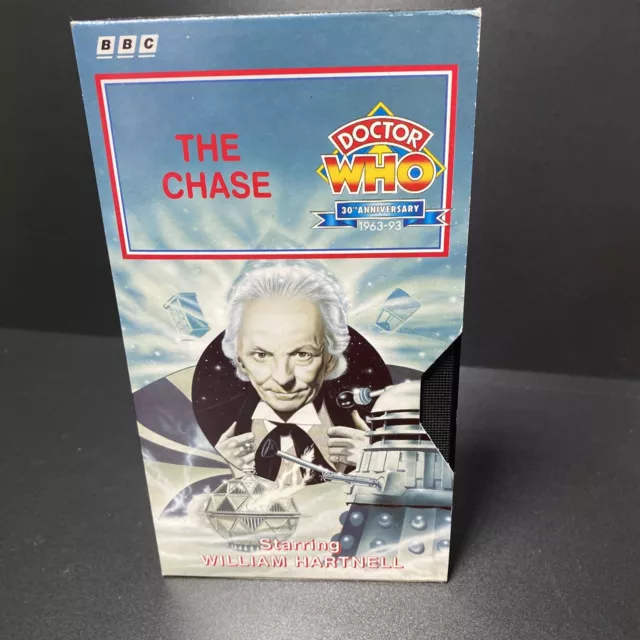 BBC
THE
CHASE
DOCTOR
WHO
30TH ANNIVERSARY
1963-93
Starring
WILLIAM HARTNELL